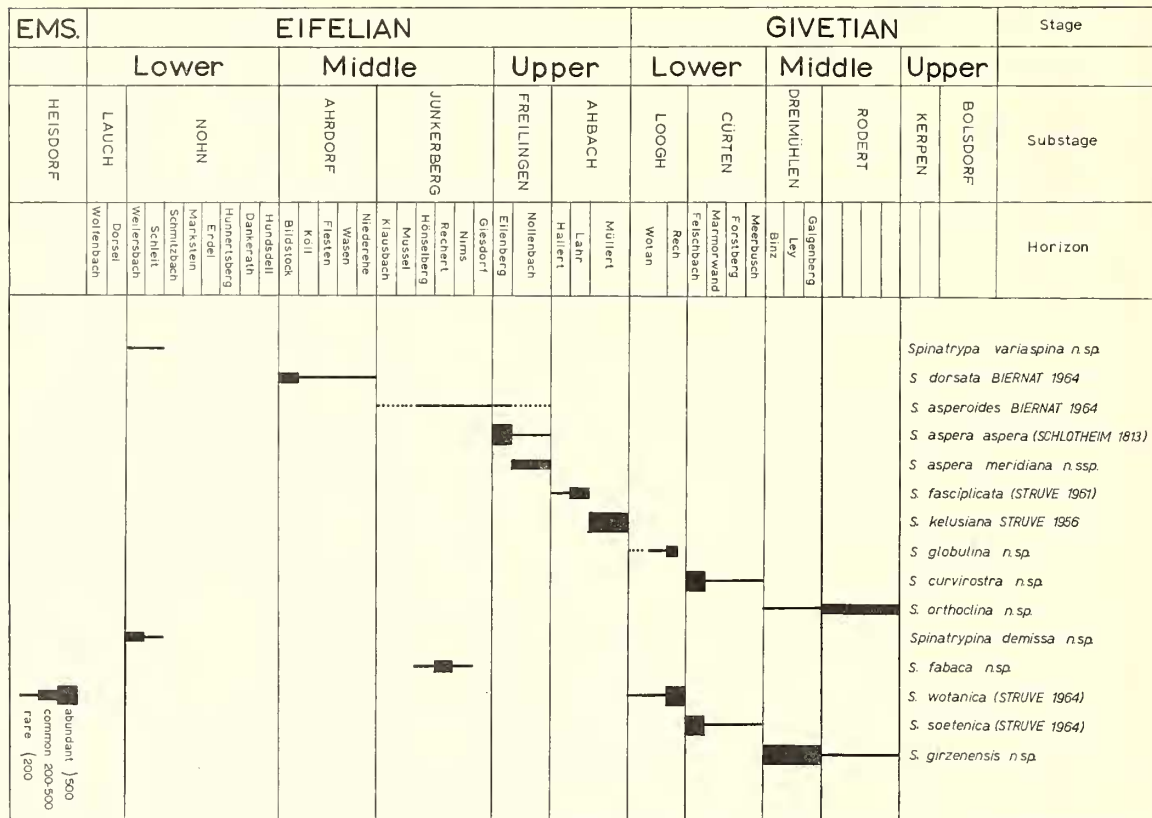 EMS. EIFELIAN GIVETIAN Stage
Lower Middle Upper Lower Middle Upper
HEISDORF LAUCH NOHN AHRDORF JUNKERBERG FREILINGEN AHBACH LOOGH CÜRTEN DREIMÜHLEN RODERT KERPEN BOLSDORF Substage
Wolfenbach Dorsel Weilersbach Schleit Schmitzbach Markstein Erdel Hunnertsberg Dankerath Hundsdell Bildstock Köll Flesten Wasen Niederehe Klausbach Mussel Hönselberg Rechert Nims Giesdorf Eilenberg Nollenbach Hallert Lahr Müllert Wotan Rech Felschbach Marmorwand Forstberg Meerbusch Binz Ley Galgenberg Horizon
Spinatrypa variaspina n.sp.
S dorsata BIERNAT 1964
S. asperoides BIERNAT 1964
S. aspera aspera (SCHLOTHEIM 1813)
S aspera meridiana n.ssp.
S. fasciplicata (STRUVE 1961)
S. kelusiana STRUVE 1956
S globulina n.sp.
S curvirostra n.sp.
S. orthoclina n.sp.
Spinatrypina demissa n.sp.
S. fabaca n.sp.
S. wotanica (STRUVE 1964)
S. soetenica (STRUVE 1964)
S. girzenensis n sp.
abundant )500
common 200-500
rare (200